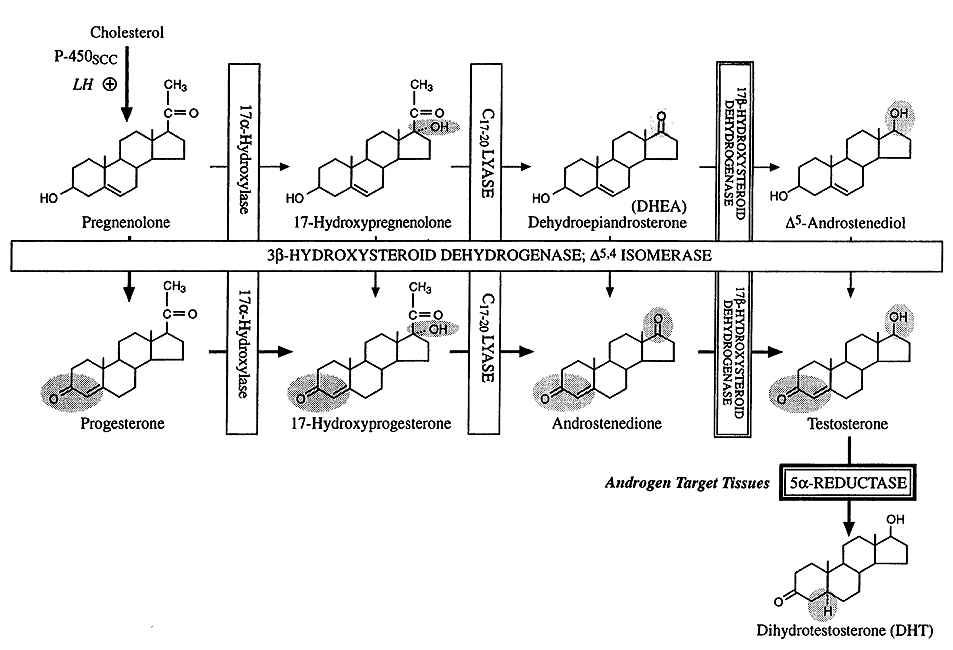 Cholesterol
P-450SCC
LH ⊕
CH₃
C=O
HO
Pregnenolone
17α-Hydroxylase
CH₃
C=O
OH
HO
17-Hydroxypregnenolone
C17-20 LYASE
O
HO
(DHEA)
Dehydroepiandrosterone
17β-HYDROXYSTEROID
DEHYDROGENASE
OH
HO
Δ⁵-Androstenediol
3β-HYDROXYSTEROID DEHYDROGENASE; Δ⁵,⁴ ISOMERASE
CH₃
C=O
O
Progesterone
17α-Hydroxylase
CH₃
C=O
OH
O
17-Hydroxyprogesterone
C17-20 LYASE
O
O
Androstenedione
17β-HYDROXYSTEROID
DEHYDROGENASE
OH
O
Testosterone
Androgen Target Tissues
5α-REDUCTASE
OH
O
H
Dihydrotestosterone (DHT)